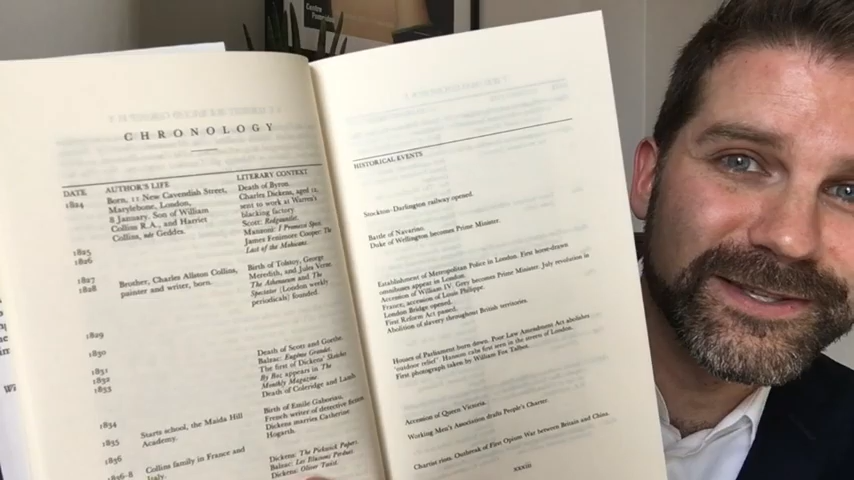 CHRONOLOGY
DATE AUTHOR'S LIFE LITERARY CONTEXT
1824 Born, 11 New Cavendish Street, Death of Byron.
Marylebone, London, Charles Dickens, aged 12,
8 January. Son of William sent to work at Warren's
Collins R.A., and Harriet blacking factory
Collins, née Geddes. Scott: Redgauntlet.
1825 Manzoni: I Promessi Sposi.
1826 James Fenimore Cooper: The
Last of the Mohicans.
1827 Birth of Tolstoy, George
1828 Brother, Charles Allston Collins, Meredith, and Jules Verne.
painter and writer, born. The Athenaeum and The
Spectator (London weekly
periodicals) founded.
1829
1830 Death of Scott and Goethe.
1831 Balzac: Eugénie Grandet.
1832 The first of Dickens' Sketches
1833 By Boz appears in The
Monthly Magazine.
1834 Death of Coleridge and Lamb.
1835 Starts school, the Maida Hill Birth of Emile Gaboriau,
Academy. French writer of detective fiction
1836 Dickens marries Catherine
Hogarth.
1836-8 Collins family in France and Dickens: The Pickwick Papers.
Italy. Balzac: Les Illusions Perdues.
Dickens: Oliver Twist.
HISTORICAL EVENTS
Stockton–Darlington railway opened.
Battle of Navarino.
Duke of Wellington becomes Prime Minister.
Establishment of Metropolitan Police in London. First horse-drawn
omnibuses appear in London.
Accession of William IV. Grey becomes Prime Minister. July revolution in
France; accession of Louis Philippe.
London Bridge opened.
First Reform Act passed.
Abolition of slavery throughout British territories.
Houses of Parliament burn down. Poor Law Amendment Act abolishes
'outdoor relief'. Hansom cabs first seen in the streets of London.
First photograph taken by William Fox Talbot.
Accession of Queen Victoria.
Working Men's Association drafts People's Charter.
Chartist riots. Outbreak of First Opium War between Britain and China.
xxxiii